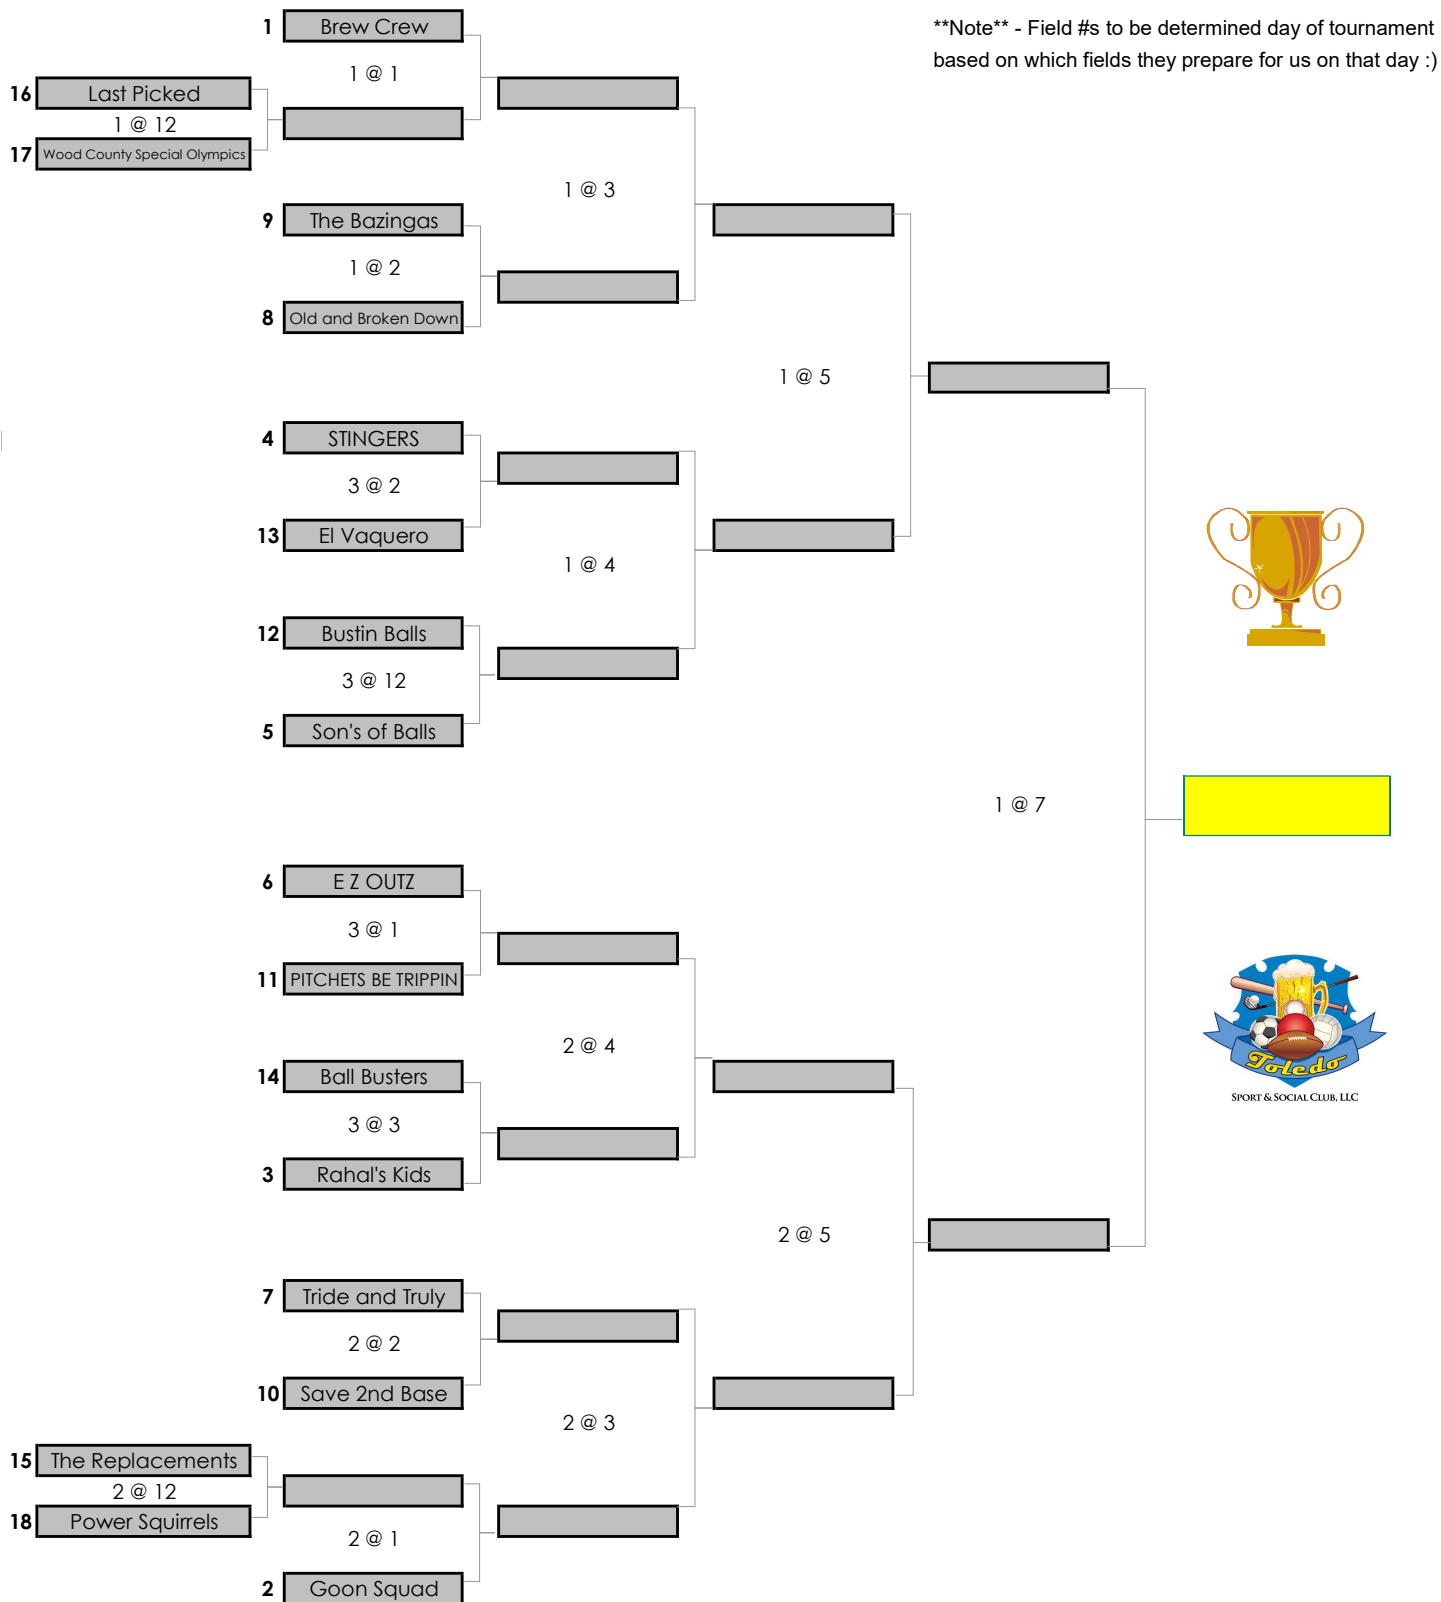 **Note** - Field #s to be determined day of tournament
based on which fields they prepare for us on that day :)
1 Brew Crew
1 @ 1
16 Last Picked
1 @ 12
17 Wood County Special Olympics
1 @ 3
9 The Bazingas
1 @ 2
8 Old and Broken Down
1 @ 5
4 STINGERS
3 @ 2
13 El Vaquero
1 @ 4
12 Bustin Balls
3 @ 12
5 Son's of Balls
1 @ 7
6 E Z OUTZ
3 @ 1
11 PITCHETS BE TRIPPIN
2 @ 4
14 Ball Busters
3 @ 3
3 Rahal's Kids
Toledo
SPORT & SOCIAL CLUB, LLC
2 @ 5
7 Tride and Truly
2 @ 2
10 Save 2nd Base
2 @ 3
15 The Replacements
2 @ 12
18 Power Squirrels
2 @ 1
2 Goon Squad